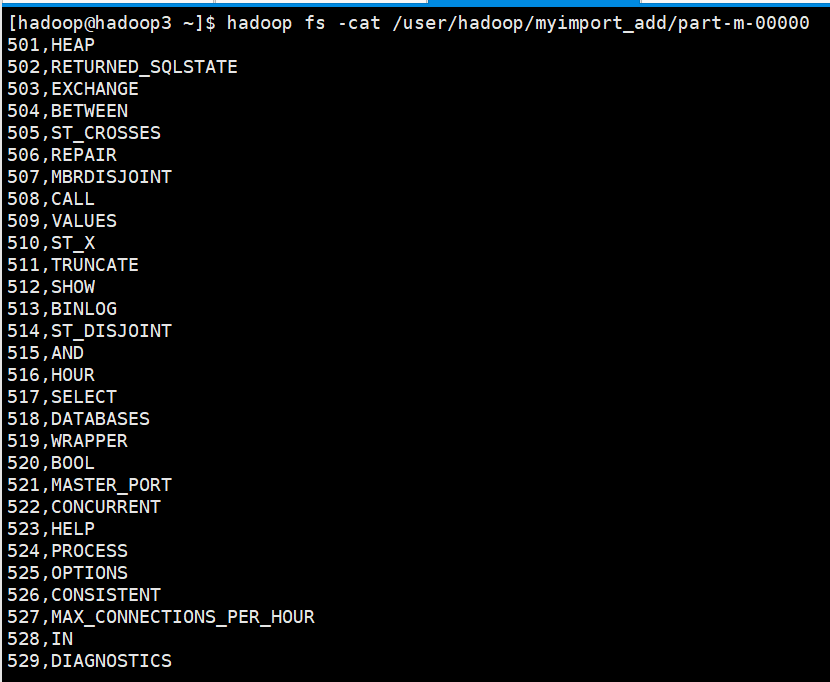 [hadoop@hadoop3 ~]$ hadoop fs -cat /user/hadoop/myimport_add/part-m-00000
501,HEAP
502,RETURNED_SQLSTATE
503,EXCHANGE
504,BETWEEN
505,ST_CROSSES
506,REPAIR
507,MBRDISJOINT
508,CALL
509,VALUES
510,ST_X
511,TRUNCATE
512,SHOW
513,BINLOG
514,ST_DISJOINT
515,AND
516,HOUR
517,SELECT
518,DATABASES
519,WRAPPER
520,BOOL
521,MASTER_PORT
522,CONCURRENT
523,HELP
524,PROCESS
525,OPTIONS
526,CONSISTENT
527,MAX_CONNECTIONS_PER_HOUR
528,IN
529,DIAGNOSTICS